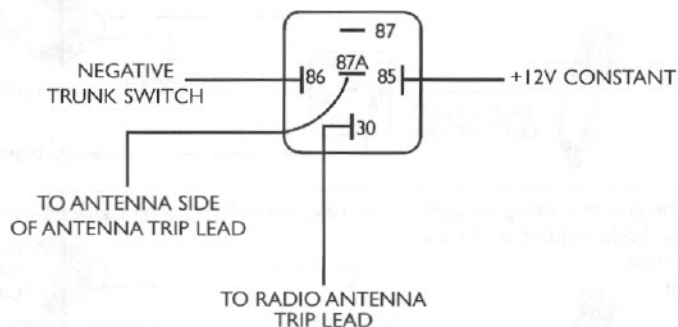 87
87A
86
85
30
NEGATIVE
TRUNK SWITCH
+12V CONSTANT
TO ANTENNA SIDE
OF ANTENNA TRIP LEAD
TO RADIO ANTENNA
TRIP LEAD